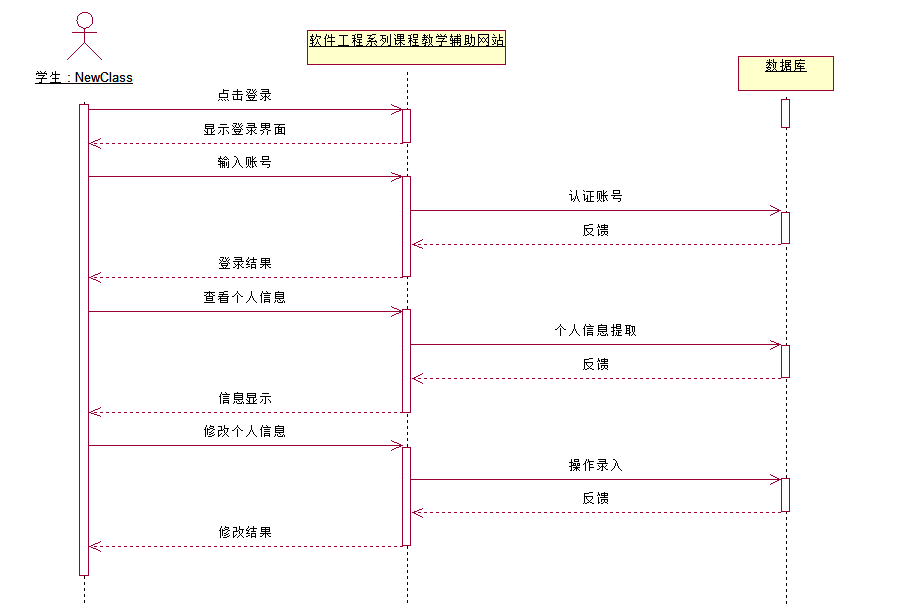 软件工程系列课程教学辅助网站
数据库
学生 : NewClass
点击登录
显示登录界面
输入账号
认证账号
反馈
登录结果
查看个人信息
个人信息提取
反馈
信息显示
修改个人信息
操作录入
反馈
修改结果